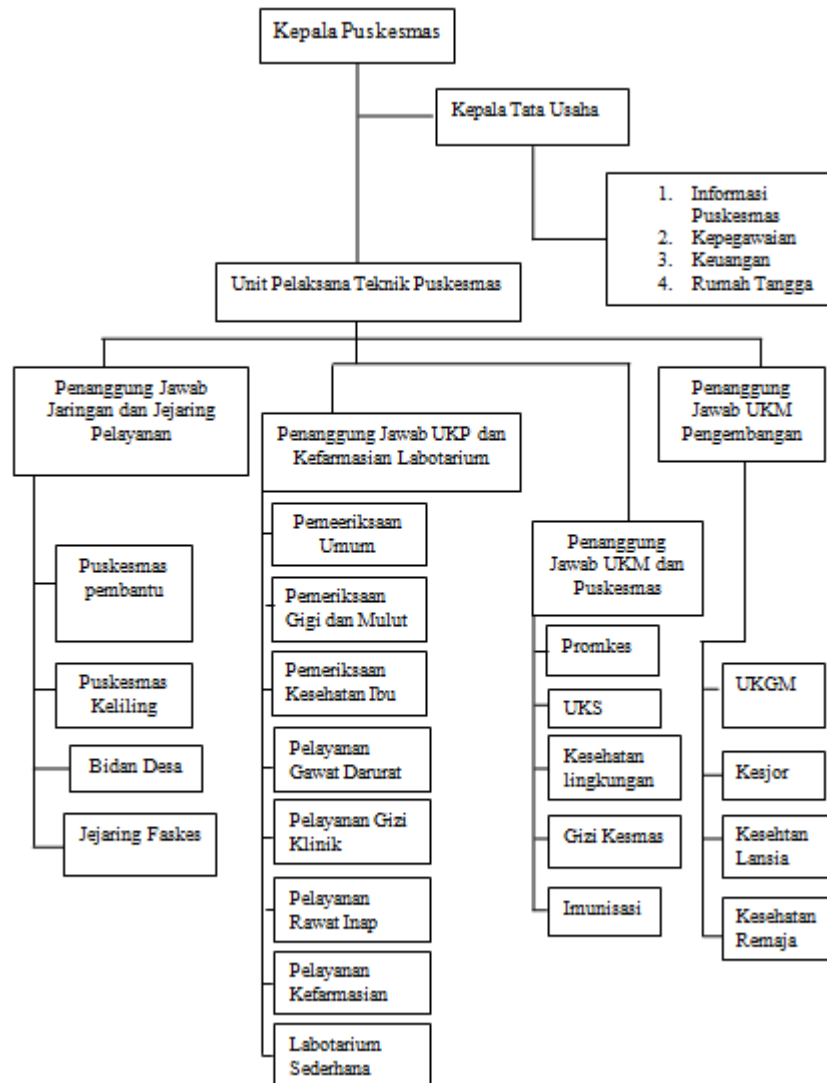 Kepala Puskesmas
Kepala Tata Usaha
1. Informasi
Puskesmas
2. Kepegawaian
3. Keuangan
4. Rumah Tangga
Unit Pelaksana Teknik Puskesmas
Penanggung Jawab
Jaringan dan Jejaring
Pelayanan
Puskesmas
pembantu
Puskesmas
Keliling
Bidan Desa
Jejaring Faskes
Penanggung Jawab UKP dan
Kefarmasian Labotarium
Pemeeriksaan
Umum
Pemeriksaan
Gigi dan Mulut
Pemeriksaan
Kesehatan Ibu
Pelayanan
Gawat Darurat
Pelayanan Gizi
Klinik
Pelayanan
Rawat Inap
Pelayanan
Kefarmasian
Labotarium
Sederhana
Penanggung
Jawab UKM dan
Puskesmas
Promkes
UKS
Kesehatan
lingkungan
Gizi Kesmas
Imunisasi
Penanggung
Jawab UKM
Pengembangan
UKGM
Kesjor
Kesehtan
Lansia
Kesehatan
Remaja